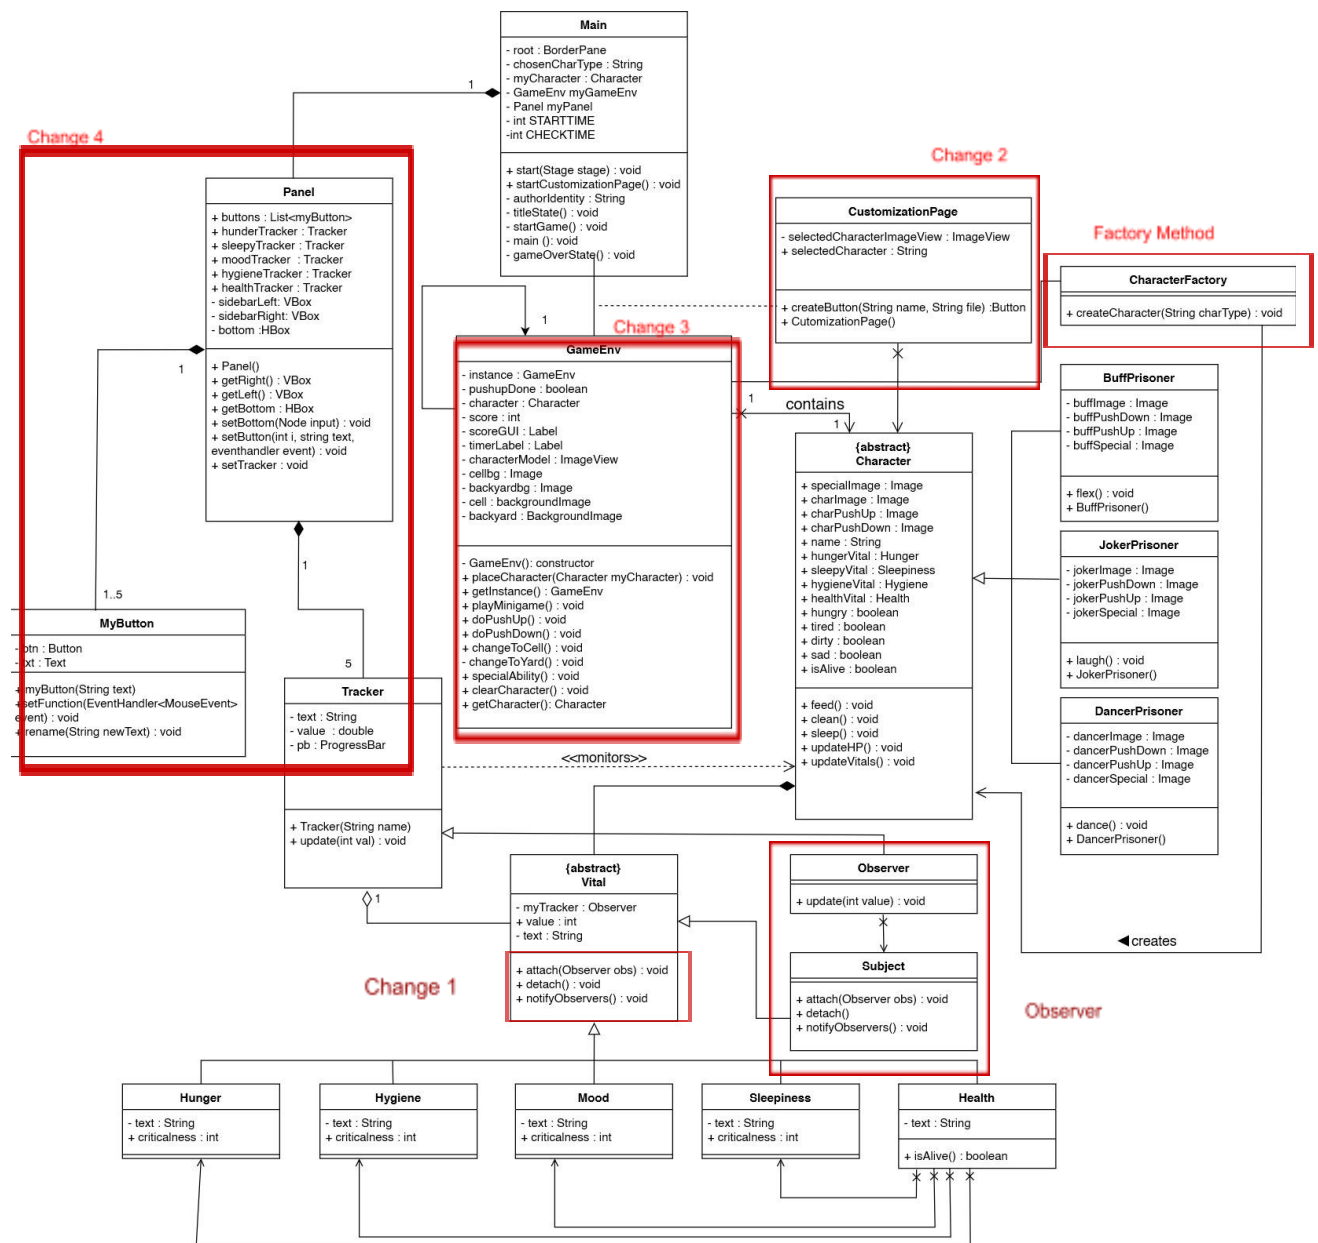 Main
- root : BorderPane
- chosenCharType : String
- myCharacter : Character
- GameEnv myGameEnv
- Panel myPanel
- int STARTTIME
-int CHECKTIME
+ start(Stage stage) : void
+ startCustomizationPage() : void
- authorIdentity : String
- titleState() : void
- startGame() : void
- main (): void
- gameOverState() : void
1
Change 4
Panel
+ buttons : List<myButton>
+ hunderTracker : Tracker
+ sleepyTracker : Tracker
+ moodTracker : Tracker
+ hygieneTracker : Tracker
+ healthTracker : Tracker
- sidebarLeft: VBox
- sidebarRight: VBox
- bottom :HBox
+ Panel()
+ getRight() : VBox
+ getLeft() : VBox
+ getBottom : HBox
+ setBottom(Node input) : void
+ setButton(int i, string text,
eventhandler event) : void
+ setTracker : void
1
1
1..5
5
MyButton
- btn : Button
- txt : Text
+ myButton(String text)
+setFunction(EventHandler<MouseEvent>
event) : void
+ rename(String newText) : void
Tracker
- text : String
- value : double
- pb : ProgressBar
+ Tracker(String name)
+ update(int val) : void
1
Change 2
CustomizationPage
- selectedCharacterImageView : ImageView
+ selectedCharacter : String
+ createButton(String name, String file) :Button
+ CutomizationPage()
Factory Method
CharacterFactory
+ createCharacter(String charType) : void
1
Change 3
GameEnv
- instance : GameEnv
- pushupDone : boolean
- character : Character
- score : int
- scoreGUI : Label
- timerLabel : Label
- characterModel : ImageView
- cellbg : Image
- backyardbg : Image
- cell : backgroundImage
- backyard : BackgroundImage
- GameEnv(): constructor
+ placeCharacter(Character myCharacter) : void
+ getInstance() : GameEnv
+ playMinigame() : void
+ doPushUp() : void
+ doPushDown() : void
+ changeToCell() : void
- changeToYard() : void
+ specialAbility() : void
+ clearCharacter() : void
+ getCharacter(): Character
1
contains
1
{abstract}
Character
+ specialImage : Image
+ charImage : Image
+ charPushUp : Image
+ charPushDown : Image
+ name : String
+ hungerVital : Hunger
+ sleepyVital : Sleepiness
+ hygieneVital : Hygiene
+ healthVital : Health
+ hungry : boolean
+ tired : boolean
+ dirty : boolean
+ sad : boolean
+ isAlive : boolean
+ feed() : void
+ clean() : void
+ sleep() : void
+ updateHP() : void
+ updateVitals() : void
BuffPrisoner
- buffImage : Image
- buffPushDown : Image
- buffPushUp : Image
- buffSpecial : Image
+ flex() : void
+ BuffPrisoner()
JokerPrisoner
- jokerImage : Image
- jokerPushDown : Image
- jokerPushUp : Image
- jokerSpecial : Image
+ laugh() : void
+ JokerPrisoner()
DancerPrisoner
- dancerImage : Image
- dancerPushDown : Image
- dancerPushUp : Image
- dancerSpecial : Image
+ dance() : void
+ DancerPrisoner()
<<monitors>>
creates
{abstract}
Vital
- myTracker : Observer
+ value : int
- text : String
+ attach(Observer obs) : void
+ detach() : void
+ notifyObservers() : void
Change 1
Observer
+ update(int value) : void
Subject
+ attach(Observer obs) : void
+ detach()
+ notifyObservers() : void
Observer
Hunger
- text : String
+ criticalness : int
Hygiene
- text : String
+ criticalness : int
Mood
- text : String
+ criticalness : int
Sleepiness
- text : String
+ criticalness : int
Health
- text : String
+ isAlive() : boolean